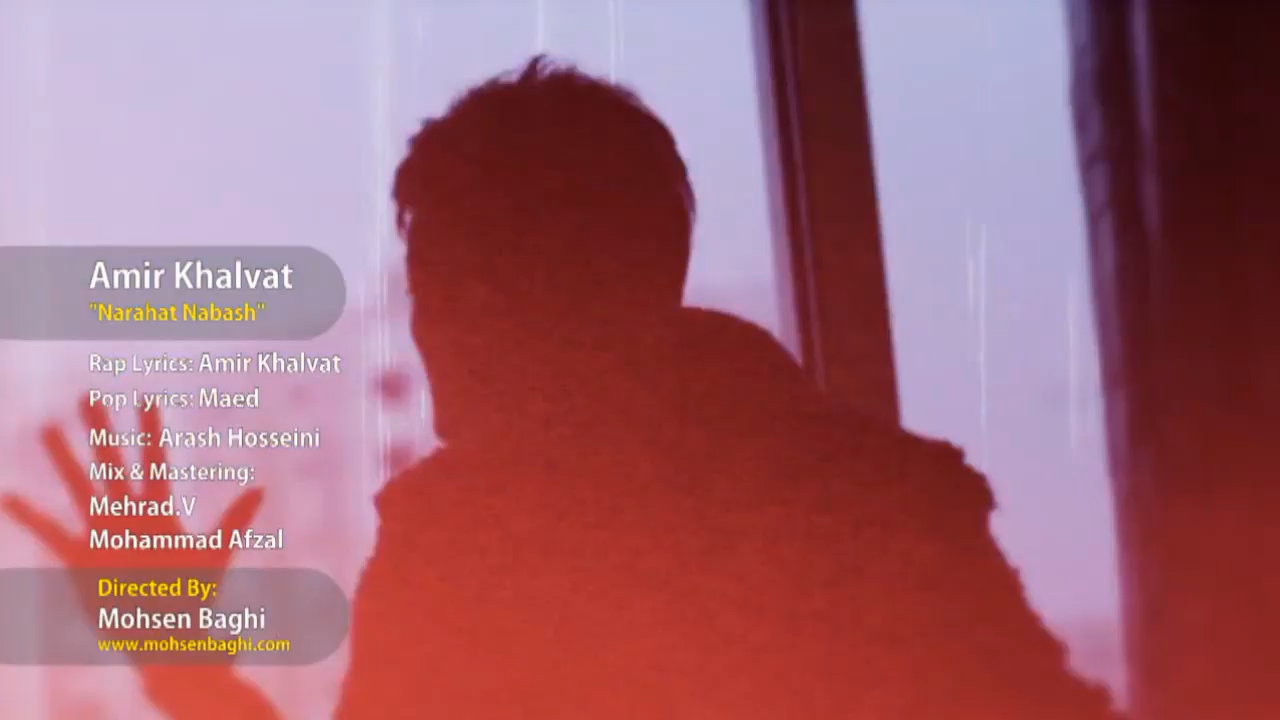 Amir Khalvat
"Narahat Nabash"
Rap Lyrics: Amir Khalvat
Pop Lyrics: Maed
Music: Arash Hosseini
Mix & Mastering:
Mehrad.V
Mohammad Afzal
Directed By:
Mohsen Baghi
www.mohsenbaghi.com